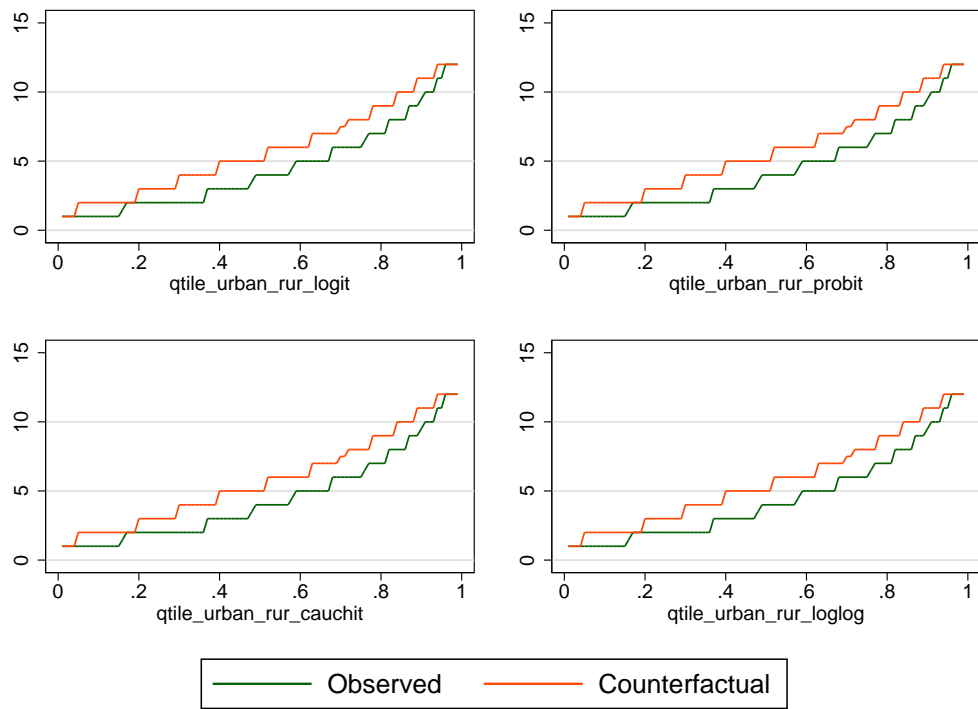 15
10
5
0
0 .2 .4 .6 .8 1
qtile_urban_rur_logit
15
10
5
0
0 .2 .4 .6 .8 1
qtile_urban_rur_probit
15
10
5
0
0 .2 .4 .6 .8 1
qtile_urban_rur_cauchit
15
10
5
0
0 .2 .4 .6 .8 1
qtile_urban_rur_loglog
Observed Counterfactual